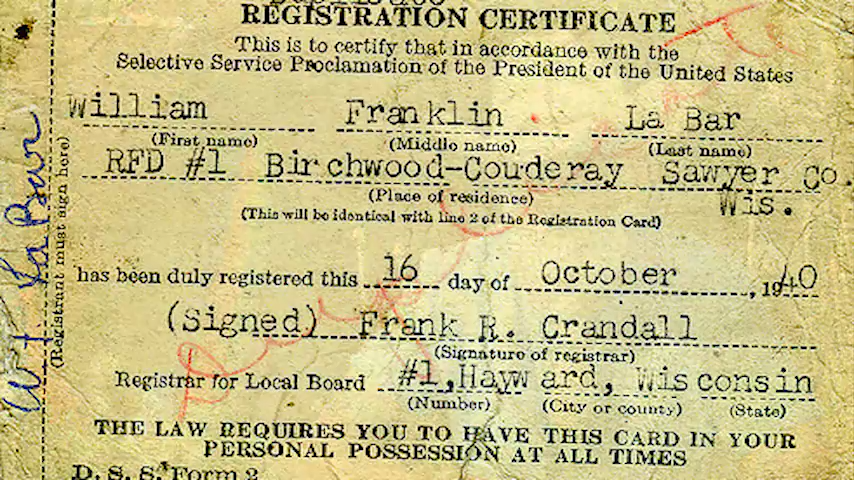 REGISTRATION CERTIFICATE
This is to certify that in accordance with the
Selective Service Proclamation of the President of the United States
William Franklin La Bar
(First name) (Middle name) (Last name)
RFD #1 Birchwood-Couderay Sawyer Co.
Wis.
(Place of residence)
(This will be identical with line 2 of the Registration Card)
has been duly registered this 16 day of October, 1940
(Signed) Frank R. Crandall
(Signature of registrar)
Registrar for Local Board #1, Hayward, Wisconsin
(Number) (City or county) (State)
THE LAW REQUIRES YOU TO HAVE THIS CARD IN YOUR
PERSONAL POSSESSION AT ALL TIMES
D. S. S. Form 2
(Registrant must sign here)
Wf La Bar